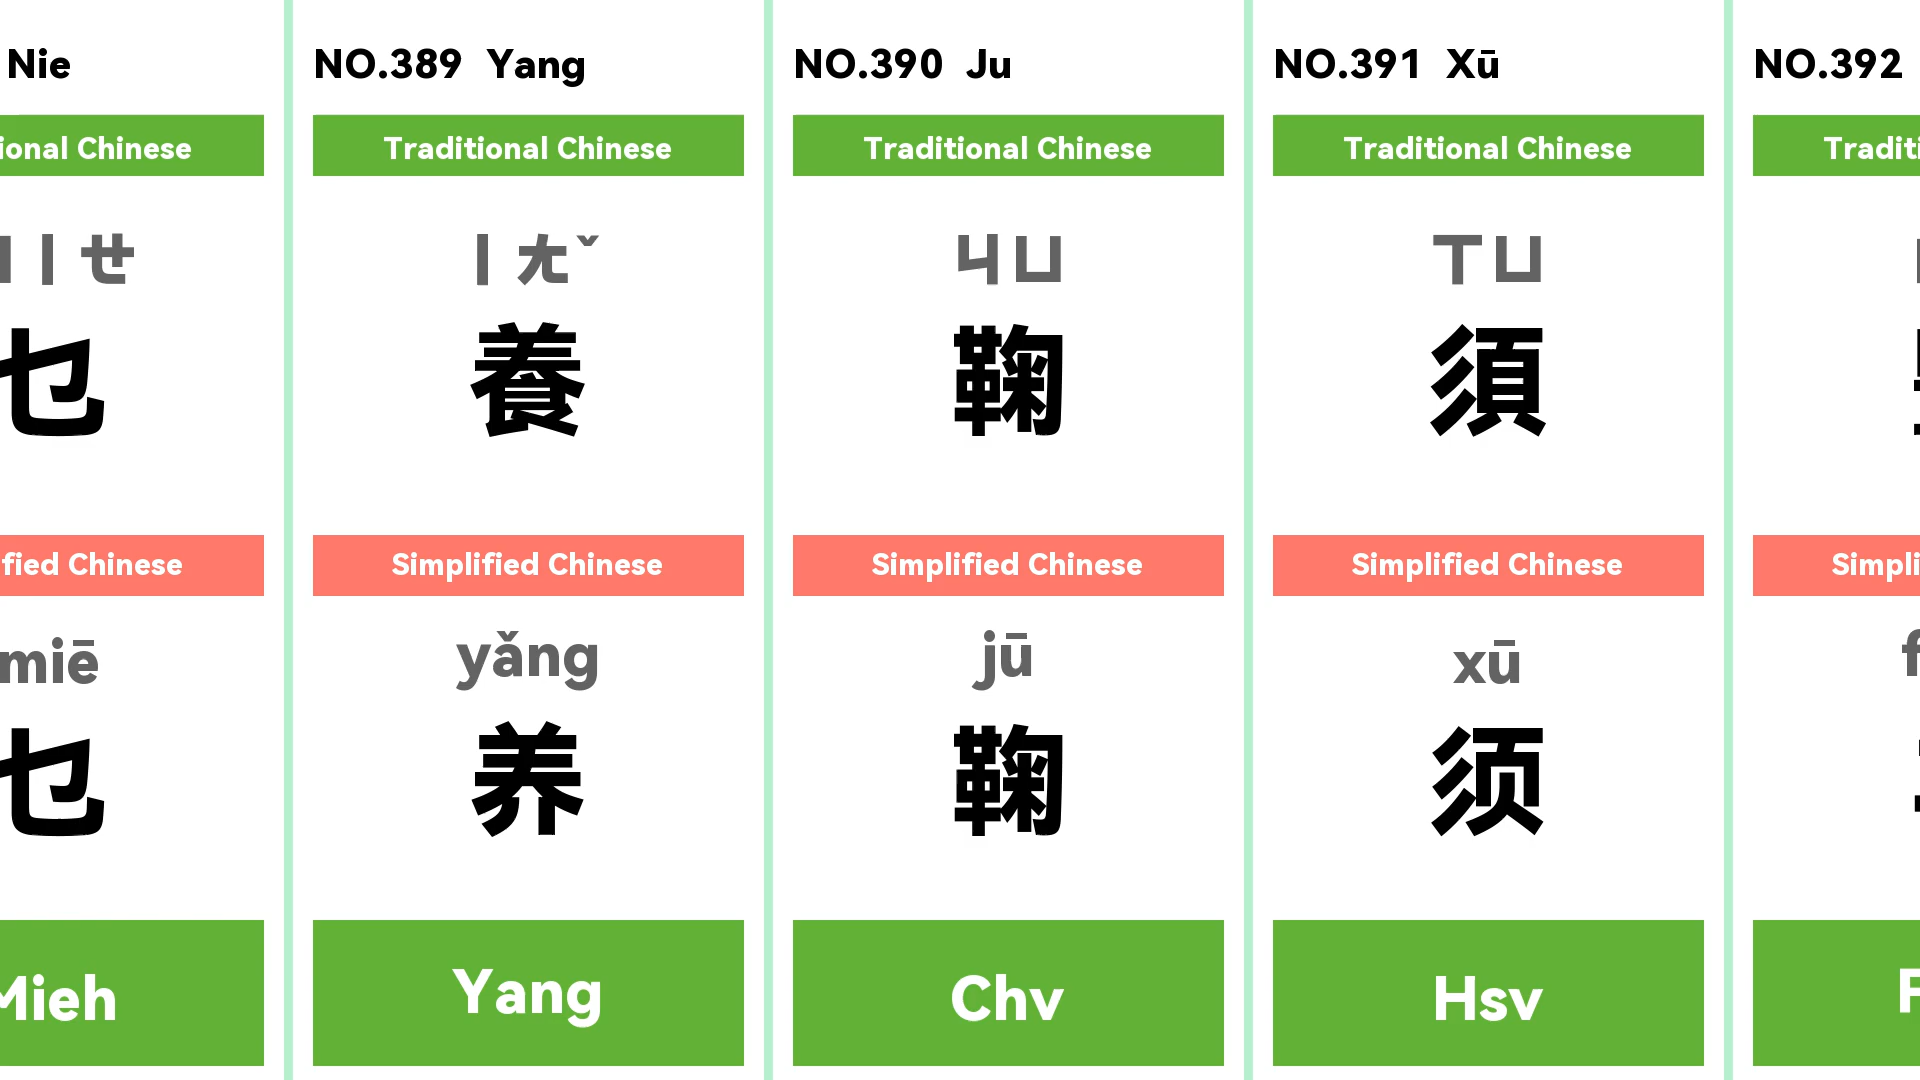 Nie
ional Chinese
ㄧㄝ
乜
fied Chinese
miē
乜
Mieh
NO.389 Yang
Traditional Chinese
ㄧㄤˇ
養
Simplified Chinese
yǎng
养
Yang
NO.390 Ju
Traditional Chinese
ㄐㄩ
鞠
Simplified Chinese
jū
鞠
Chv
NO.391 Xū
Traditional Chinese
ㄒㄩ
須
Simplified Chinese
xū
须
Hsv
NO.392
Traditi
Simpli
f
F